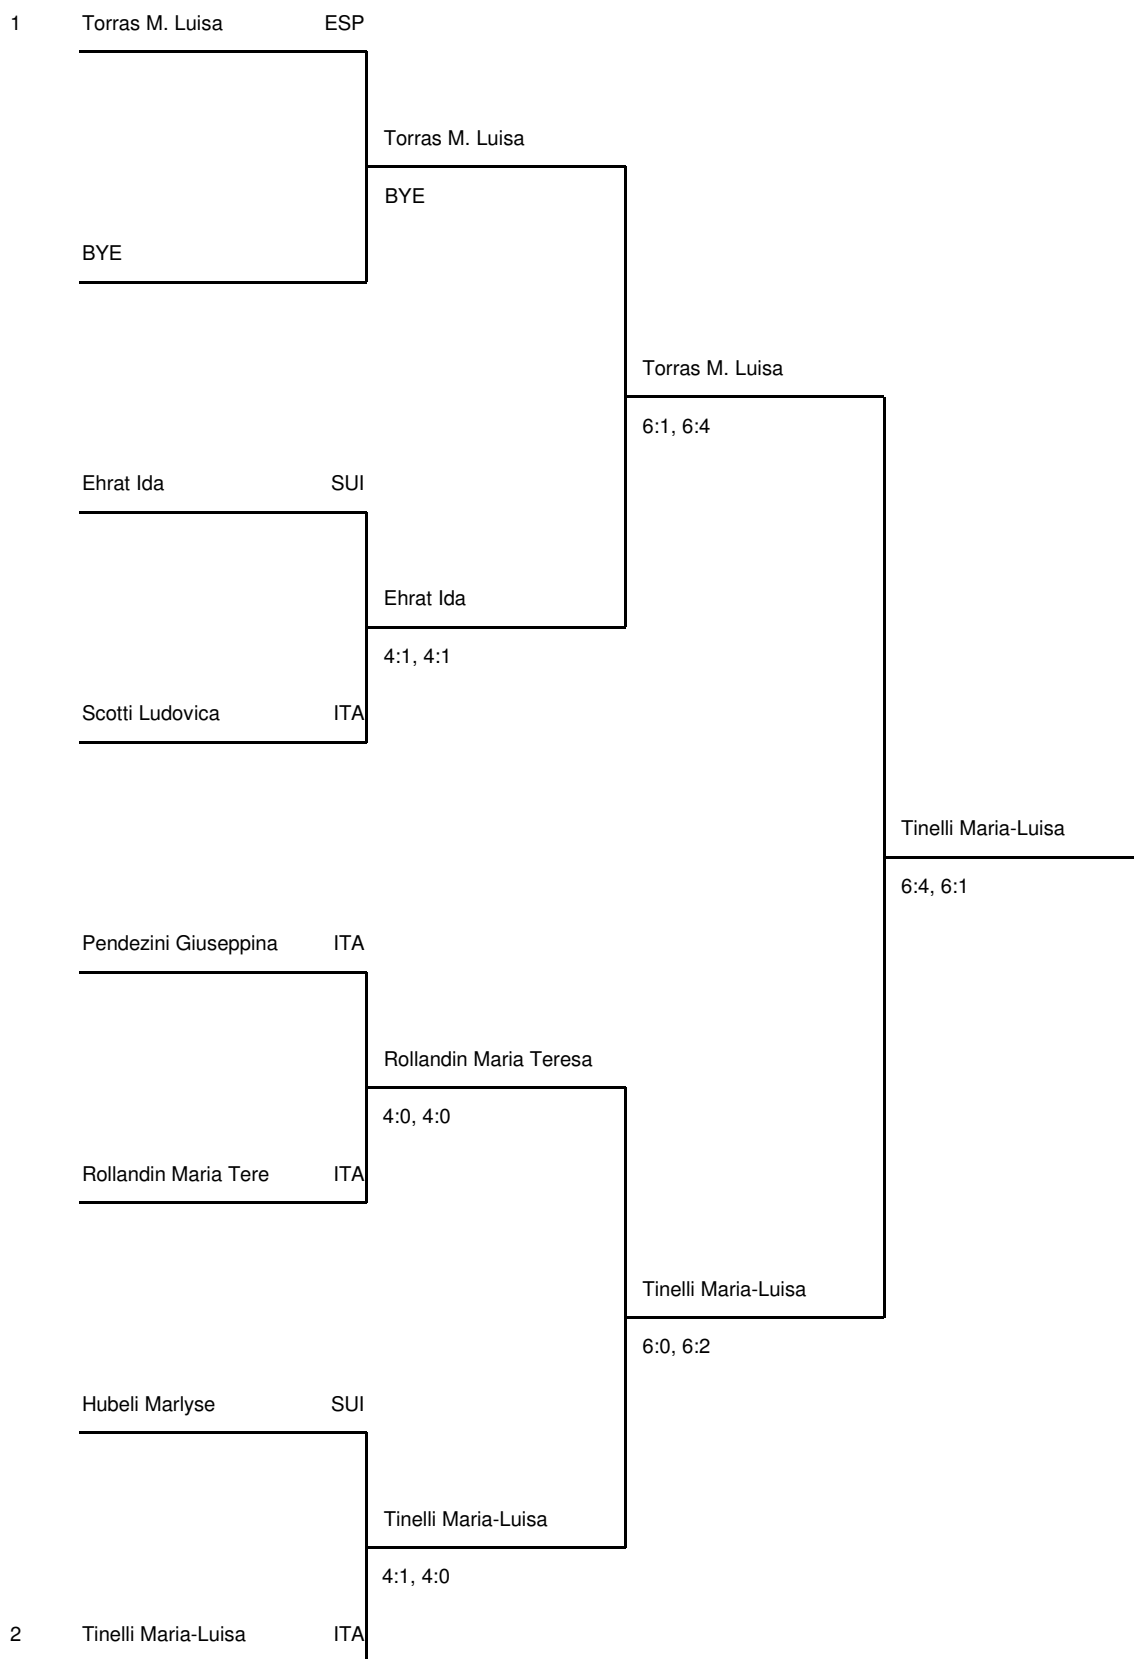 1 Torras M. Luisa ESP
Torras M. Luisa
BYE
BYE
Torras M. Luisa
6:1, 6:4
Ehrat Ida SUI
Ehrat Ida
4:1, 4:1
Scotti Ludovica ITA
Tinelli Maria-Luisa
6:4, 6:1
Pendezini Giuseppina ITA
Rollandin Maria Teresa
4:0, 4:0
Rollandin Maria Tere ITA
Tinelli Maria-Luisa
6:0, 6:2
Hubeli Marlyse SUI
Tinelli Maria-Luisa
4:1, 4:0
2 Tinelli Maria-Luisa ITA